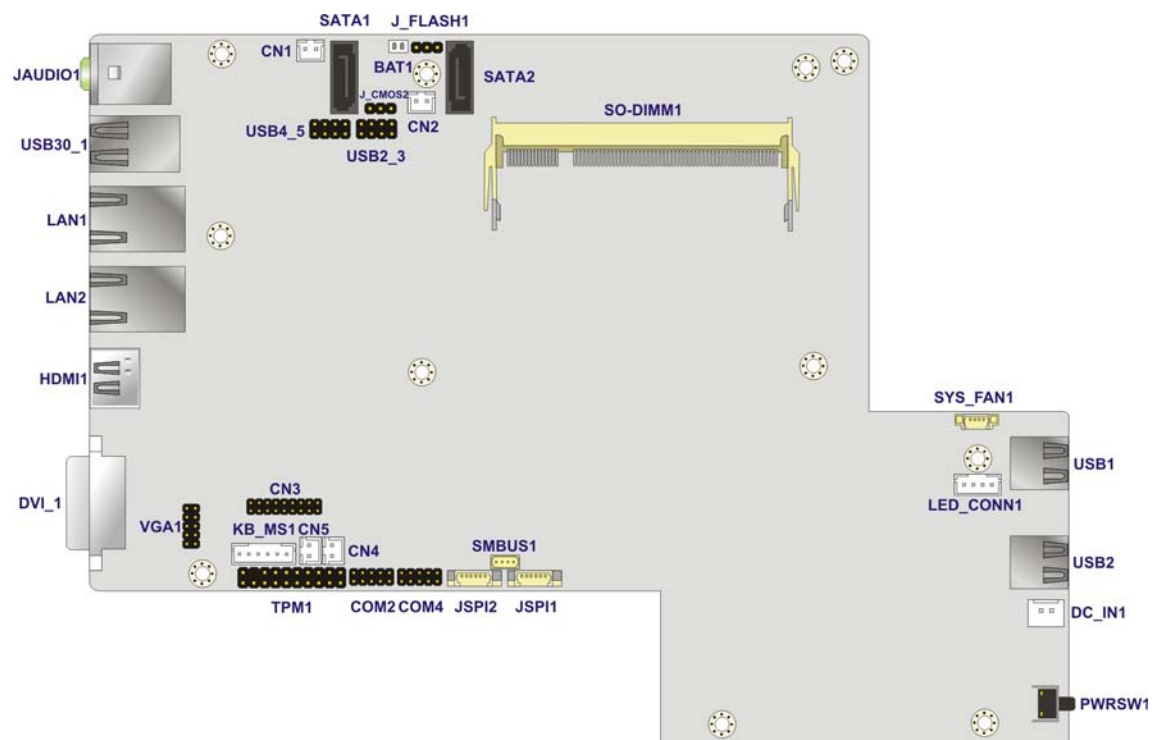 SATA1 J_FLASH1
CN1
BAT1
JAUDIO1
SATA2
J_CMOS2
SO-DIMM1
USB4_5
CN2
USB30_1
USB2_3
LAN1
LAN2
HDMI1
SYS_FAN1
USB1
CN3
LED_CONN1
DVI_1
VGA1
KB_MS1 CN5
CN4
SMBUS1
USB2
TPM1
COM2 COM4
JSPI2
JSPI1
DC_IN1
PWRSW1